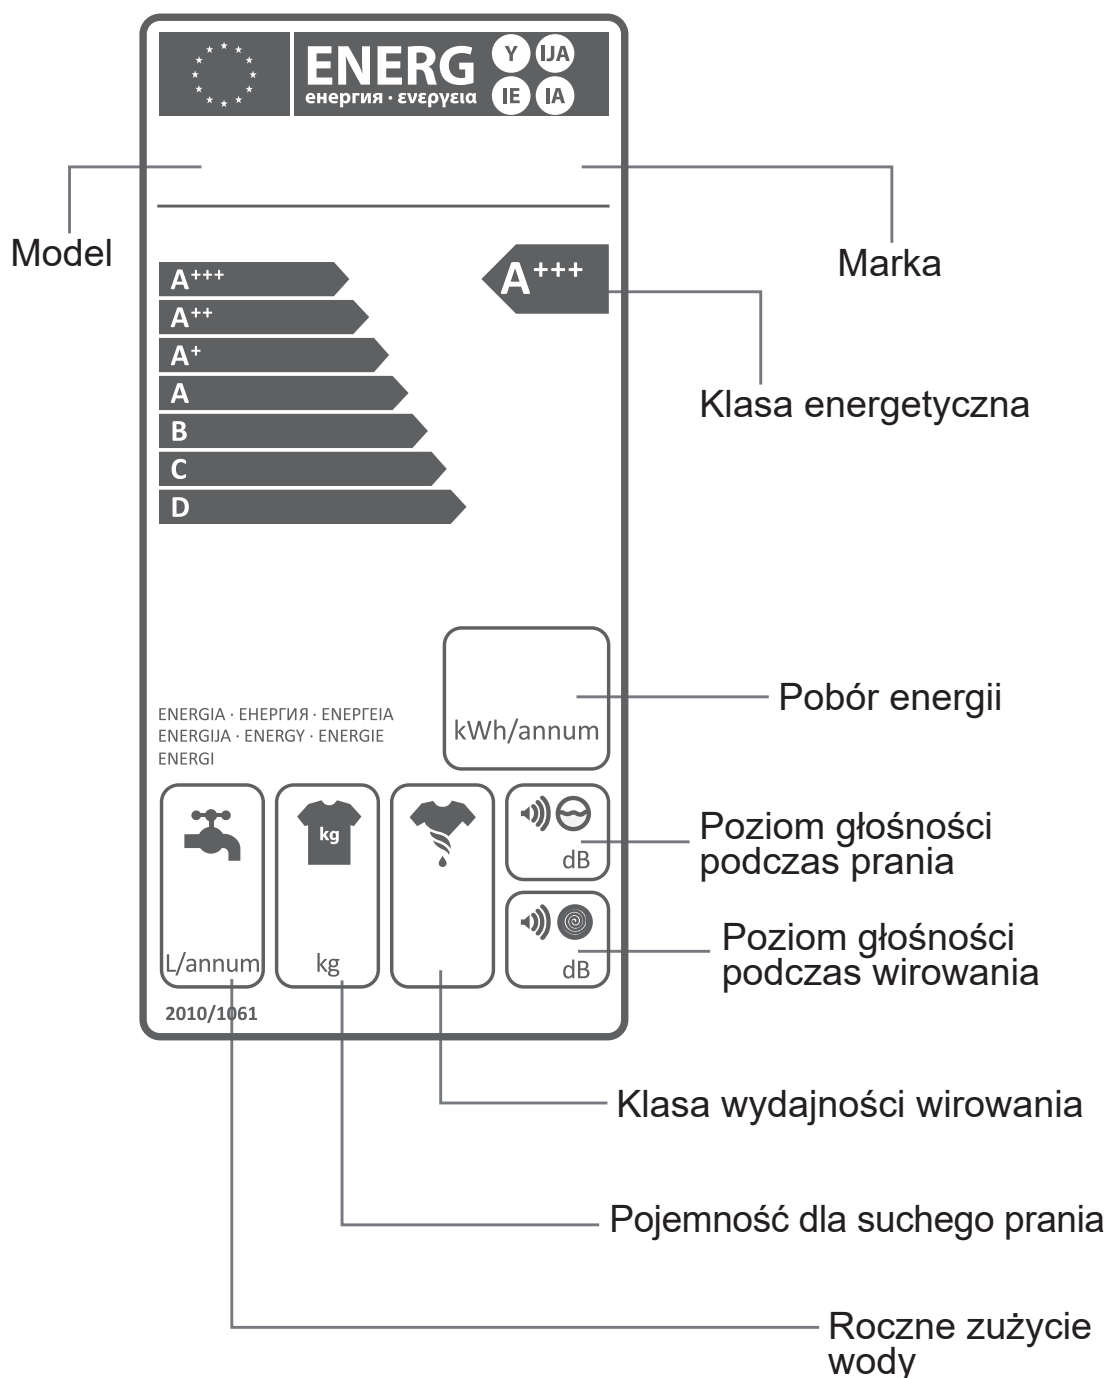 ENERG
енергия · ενεργεια
Y
IJA
IE
IA
Model
Marka
A+++
A+++
A++
A+
A
B
C
D
Klasa energetyczna
Pobór energii
kWh/annum
ENERGIA · ЕНЕРГИЯ · ΕΝΕΡΓΕΙΑ
ENERGIJA · ENERGY · ENERGIE
ENERGI
kg
dB
Poziom głośności
podczas prania
L/annum
kg
dB
Poziom głośności
podczas wirowania
2010/1061
Klasa wydajności wirowania
Pojemność dla suchego prania
Roczne zużycie
wody